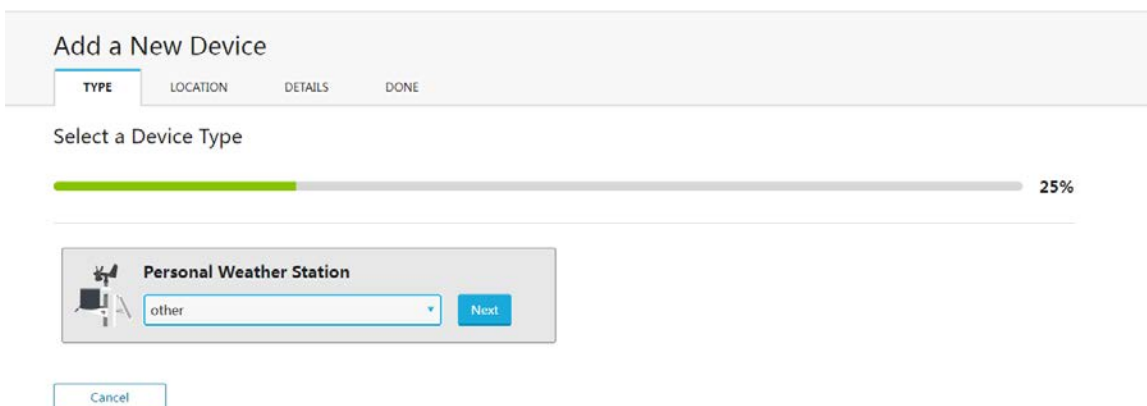 Add a New Device
TYPE LOCATION DETAILS DONE
Select a Device Type
25%
Personal Weather Station
other Next
Cancel